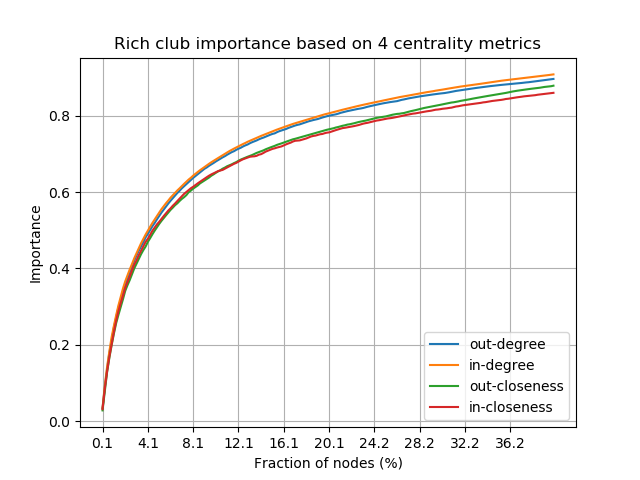 Rich club importance based on 4 centrality metrics
Importance
0.8
0.6
0.4
0.2
0.0
out-degree
in-degree
out-closeness
in-closeness
0.1 4.1 8.1 12.1 16.1 20.1 24.2 28.2 32.2 36.2
Fraction of nodes (%)